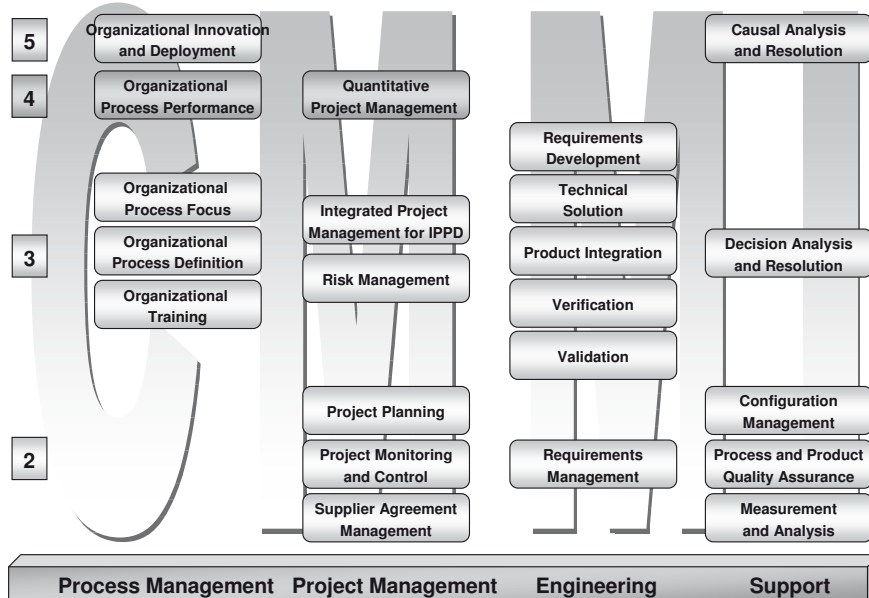 5
Organizational Innovation
and Deployment
Causal Analysis
and Resolution
4
Organizational
Process Performance
Quantitative
Project Management
3
Organizational
Process Focus
Organizational
Process Definition
Organizational
Training
Integrated Project
Management for IPPD
Risk Management
Requirements
Development
Technical
Solution
Product Integration
Verification
Validation
Decision Analysis
and Resolution
2
Project Planning
Project Monitoring
and Control
Supplier Agreement
Management
Requirements
Management
Configuration
Management
Process and Product
Quality Assurance
Measurement
and Analysis
Process Management
Project Management
Engineering
Support
CMMI